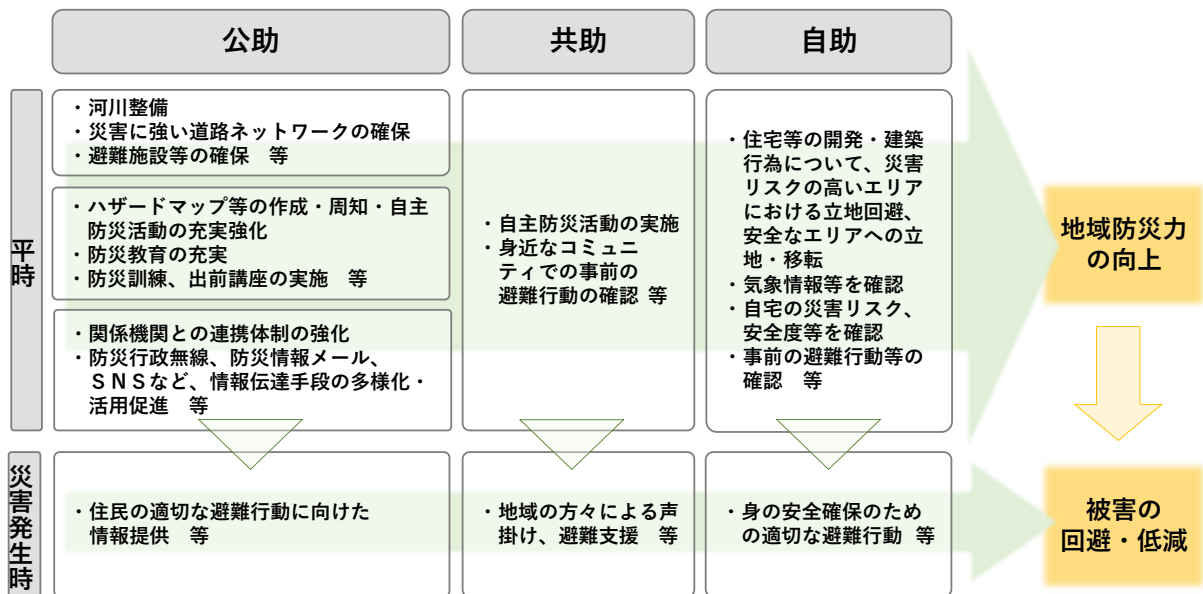 公助
共助
自助
平時
・河川整備
・災害に強い道路ネットワークの確保
・避難施設等の確保　等
・ハザードマップ等の作成・周知・自主
防災活動の充実強化
・防災教育の充実
・防災訓練、出前講座の実施　等
・関係機関との連携体制の強化
・防災行政無線、防災情報メール、
ＳＮＳなど、情報伝達手段の多様化・
活用促進　等
・自主防災活動の実施
・身近なコミュニ
ティでの事前の
避難行動の確認 等
・住宅等の開発・建築
行為について、災害
リスクの高いエリア
における立地回避、
安全なエリアへの立
地・移転
・気象情報等を確認
・自宅の災害リスク、
安全度等を確認
・事前の避難行動等の
確認　等
地域防災力
の向上
災害発生時
・住民の適切な避難行動に向けた
情報提供　等
・地域の方々による声
掛け、避難支援　等
・身の安全確保のため
の適切な避難行動 等
被害の
回避・低減